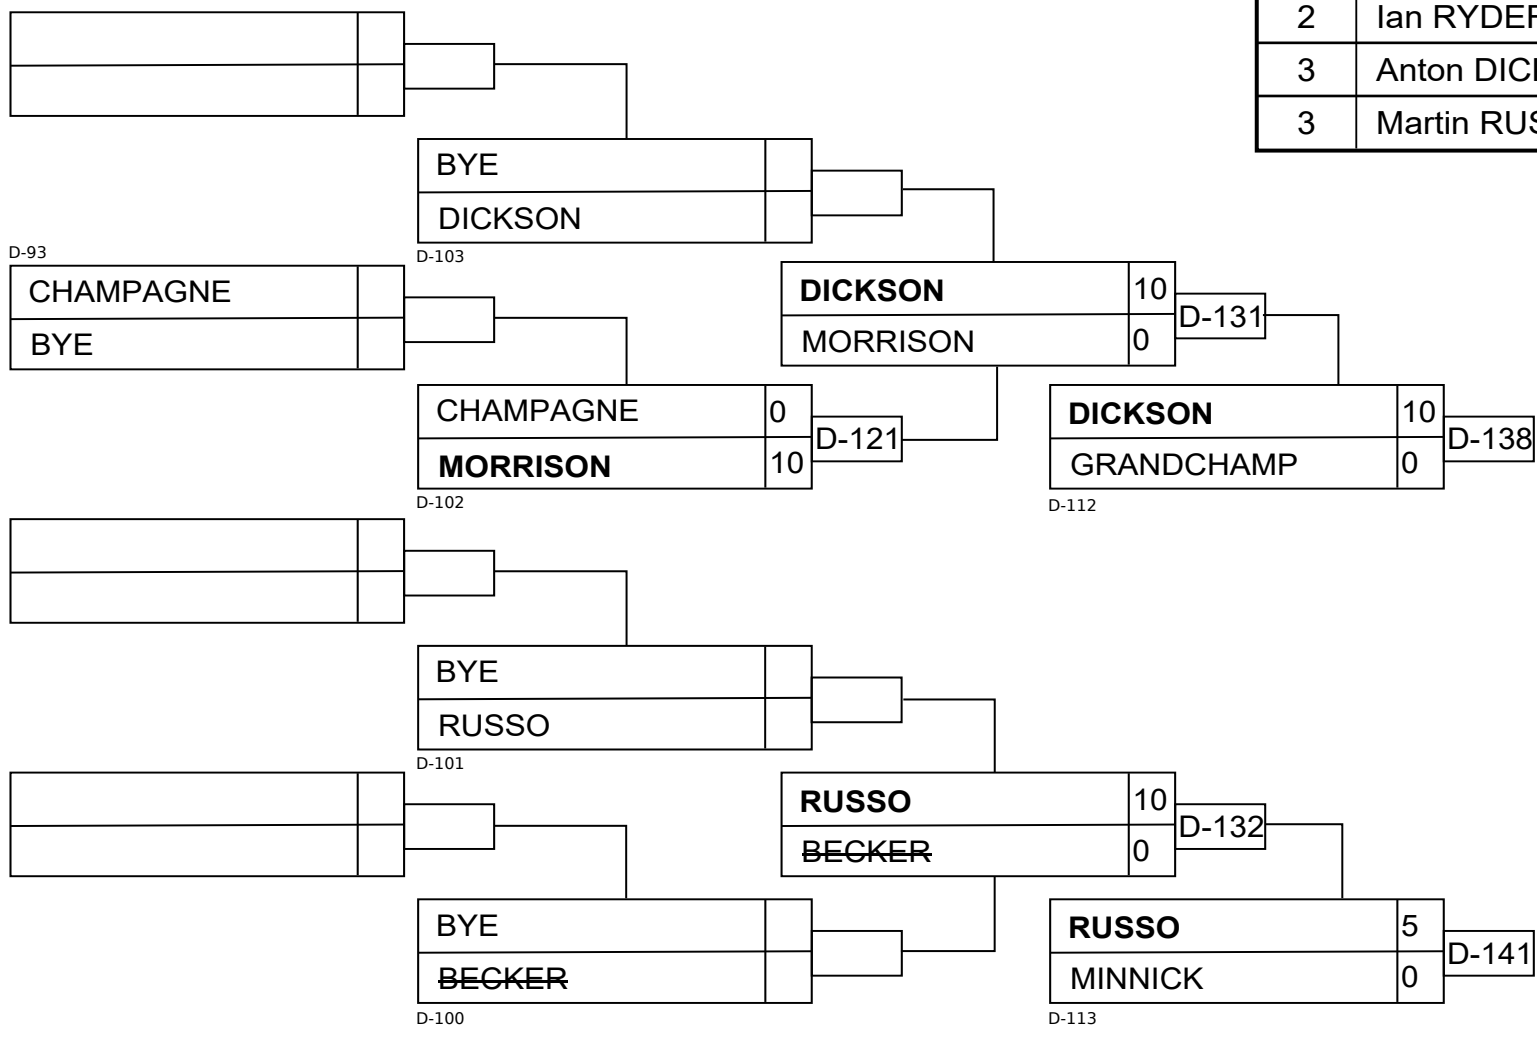 2 Ian RYDER
3 Anton DIC
3 Martin RUS
BYE
DICKSON
D-103
D-93
CHAMPAGNE
BYE
DICKSON 10
MORRISON 0
D-131
CHAMPAGNE 0
MORRISON 10
D-121
D-102
DICKSON 10
GRANDCHAMP 0
D-138
D-112
BYE
RUSSO
D-101
RUSSO 10
BECKER 0
D-132
BYE
BECKER
D-100
RUSSO 5
MINNICK 0
D-141
D-113